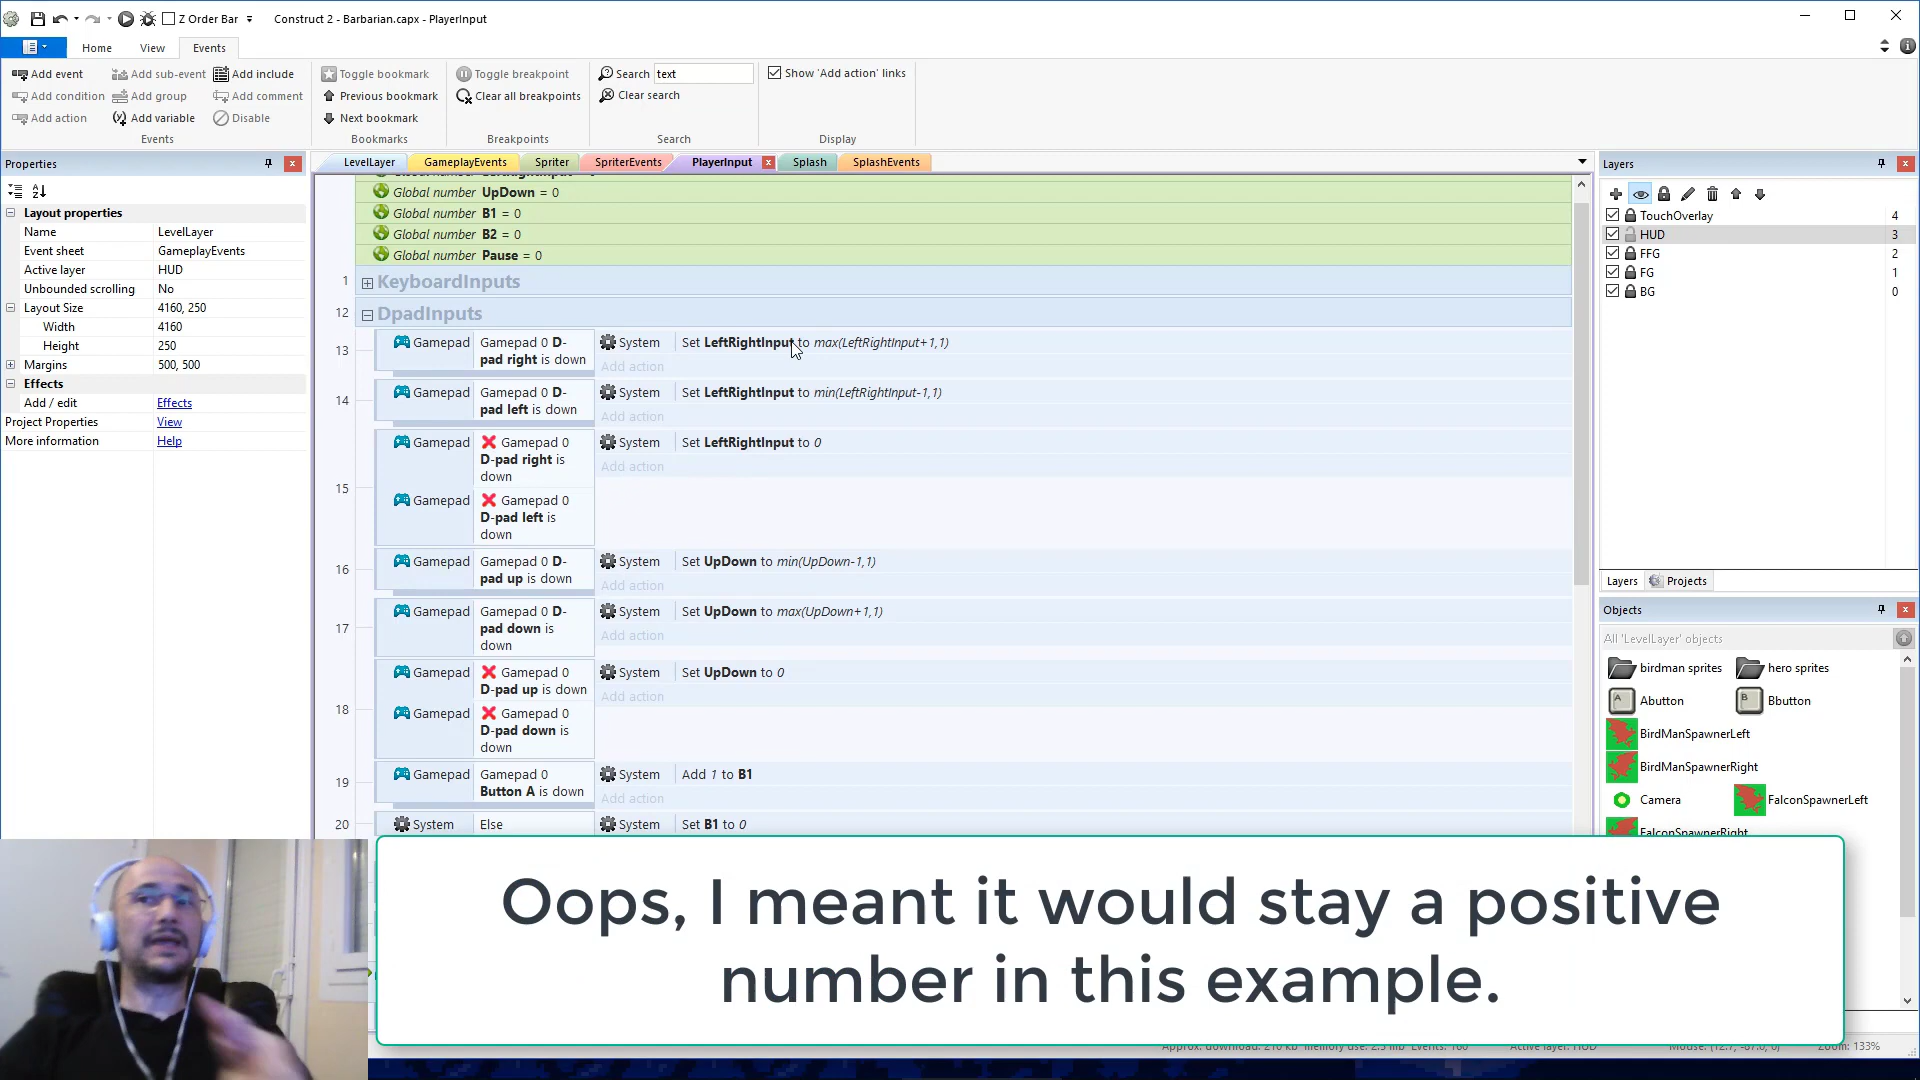 Z Order Bar
Construct 2 - Barbarian.capx - PlayerInput
Home
View
Events
Add event
Add sub-event
Add include
Toggle bookmark
Toggle breakpoint
Search
text
Show 'Add action' links
Add condition
Add group
Add comment
Previous bookmark
Clear all breakpoints
Clear search
Add action
Add variable
Disable
Next bookmark
Events
Bookmarks
Breakpoints
Search
Display
Properties
Layout properties
Name LevelLayer
Event sheet GameplayEvents
Active layer HUD
Unbounded scrolling No
Layout Size 4160, 250
Width 4160
Height 250
Margins 500, 500
Effects
Add / edit Effects
Project Properties View
More information Help
LevelLayer
GameplayEvents
Spriter
SpriterEvents
PlayerInput
Splash
SplashEvents
Global number UpDown = 0
Global number B1 = 0
Global number B2 = 0
Global number Pause = 0
1 KeyboardInputs
12 DpadInputs
13
Gamepad
Gamepad 0 D-
pad right is down
System
Set LeftRightInput to max(LeftRightInput+1,1)
Add action
14
Gamepad
Gamepad 0 D-
pad left is down
System
Set LeftRightInput to min(LeftRightInput-1,1)
Add action
15
Gamepad
Gamepad 0
D-pad right is
down
Gamepad
Gamepad 0
D-pad left is
down
System
Set LeftRightInput to 0
Add action
16
Gamepad
Gamepad 0 D-
pad up is down
System
Set UpDown to min(UpDown-1,1)
Add action
17
Gamepad
Gamepad 0 D-
pad down is
down
System
Set UpDown to max(UpDown+1,1)
Add action
18
Gamepad
Gamepad 0
D-pad up is down
Gamepad
Gamepad 0
D-pad down is
down
System
Set UpDown to 0
Add action
19
Gamepad
Gamepad 0
Button A is down
System
Add 1 to B1
Add action
20
System
Else
System
Set B1 to 0
Layers
TouchOverlay 4
HUD 3
FFG 2
FG 1
BG 0
Layers
Projects
Objects
All 'LevelLayer' objects
birdman sprites
hero sprites
Abutton
Bbutton
BirdManSpawnerLeft
BirdManSpawnerRight
Camera
FalconSpawnerLeft
FalconSpawnerRight
Oops, I meant it would stay a positive
number in this example.
Zoom: 133%